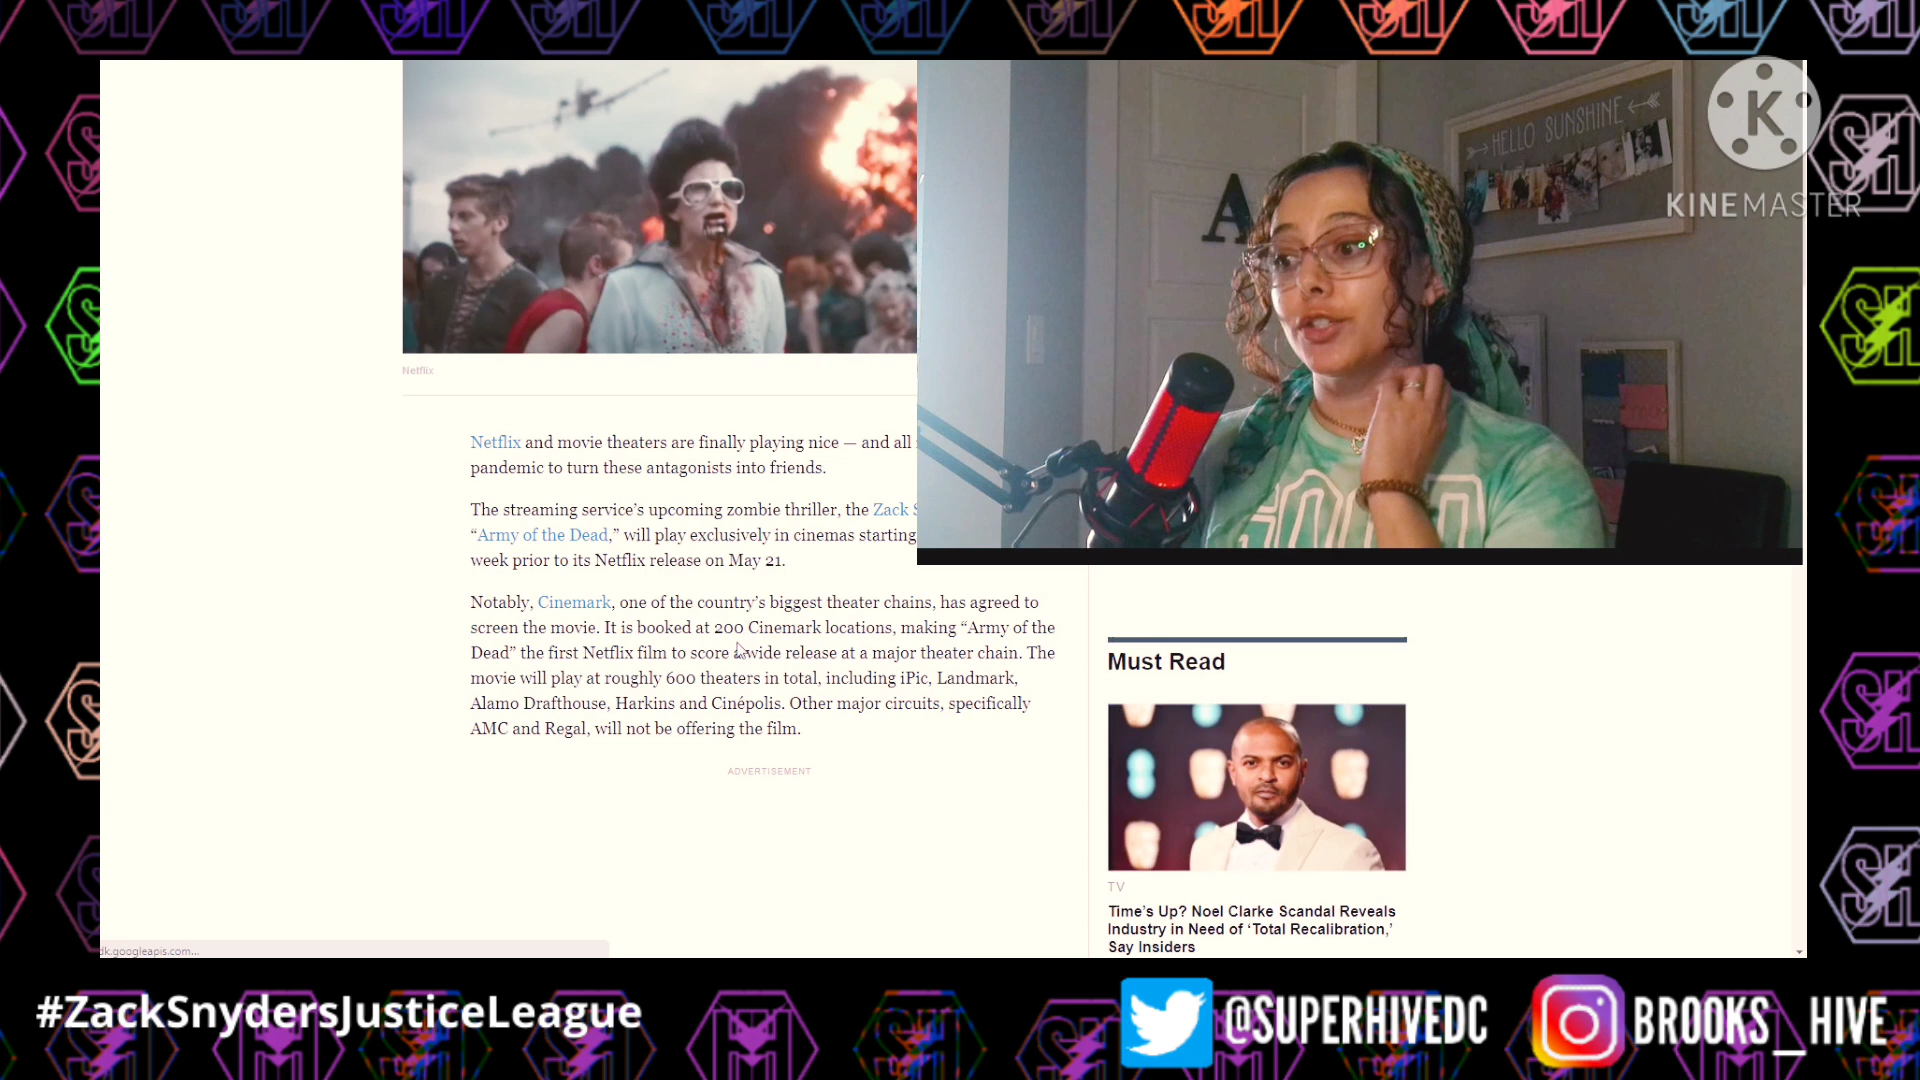 HELLO SUNSHINE
A
K
KINEMASTER
Netflix
Netflix and movie theaters are finally playing nice — and all
pandemic to turn these antagonists into friends.
The streaming service's upcoming zombie thriller, the Zack
“Army of the Dead,” will play exclusively in cinemas starting
week prior to its Netflix release on May 21.
Notably, Cinemark, one of the country's biggest theater chains, has agreed to
screen the movie. It is booked at 200 Cinemark locations, making “Army of the
Dead” the first Netflix film to score a wide release at a major theater chain. The
movie will play at roughly 600 theaters in total, including iPic, Landmark,
Alamo Drafthouse, Harkins and Cinépolis. Other major circuits, specifically
AMC and Regal, will not be offering the film.
ADVERTISEMENT
Must Read
TV
Time's Up? Noel Clarke Scandal Reveals
Industry in Need of ‘Total Recalibration,’
Say Insiders
dk.googleapis.com...
#ZackSnydersJusticeLeague
@SUPERHIVEDC
BROOKS_HIVE